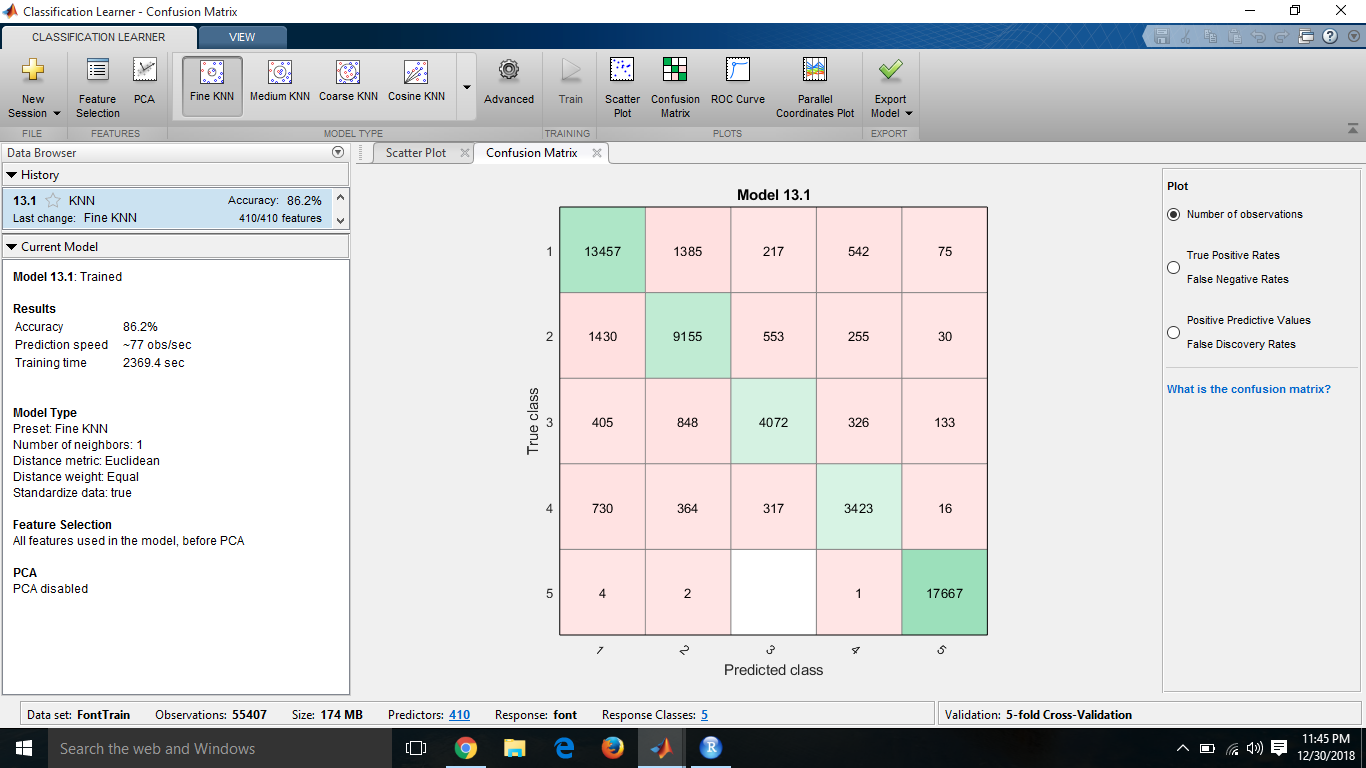 Classification Learner - Confusion Matrix
CLASSIFICATION LEARNER
VIEW
New
Session
Feature
Selection
PCA
Fine KNN
Medium KNN
Coarse KNN
Cosine KNN
Advanced
Train
Scatter
Plot
Confusion
Matrix
ROC Curve
Parallel
Coordinates Plot
Export
Model
FILE
FEATURES
MODEL TYPE
TRAINING
PLOTS
EXPORT
Data Browser
History
13.1 KNN Accuracy: 86.2%
Last change: Fine KNN 410/410 features
Current Model
Model 13.1: Trained
Results
Accuracy 86.2%
Prediction speed ~77 obs/sec
Training time 2369.4 sec
Model Type
Preset: Fine KNN
Number of neighbors: 1
Distance metric: Euclidean
Distance weight: Equal
Standardize data: true
Feature Selection
All features used in the model, before PCA
PCA
PCA disabled
Scatter Plot
Confusion Matrix
Model 13.1
True class
1 13457 1385 217 542 75
2 1430 9155 553 255 30
3 405 848 4072 326 133
4 730 364 317 3423 16
5 4 2 1 17667
1 2 3 4 5
Predicted class
Plot
Number of observations
True Positive Rates
False Negative Rates
Positive Predictive Values
False Discovery Rates
What is the confusion matrix?
Data set: FontTrain Observations: 55407 Size: 174 MB Predictors: 410 Response: font Response Classes: 5
Validation: 5-fold Cross-Validation
Search the web and Windows
11:45 PM
12/30/2018